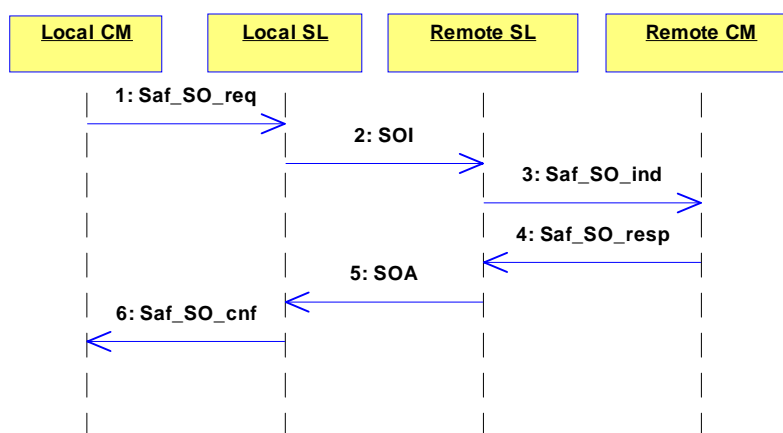 Local CM
Local SL
Remote SL
Remote CM
1: Saf_SO_req
2: SOI
3: Saf_SO_ind
4: Saf_SO_resp
5: SOA
6: Saf_SO_cnf